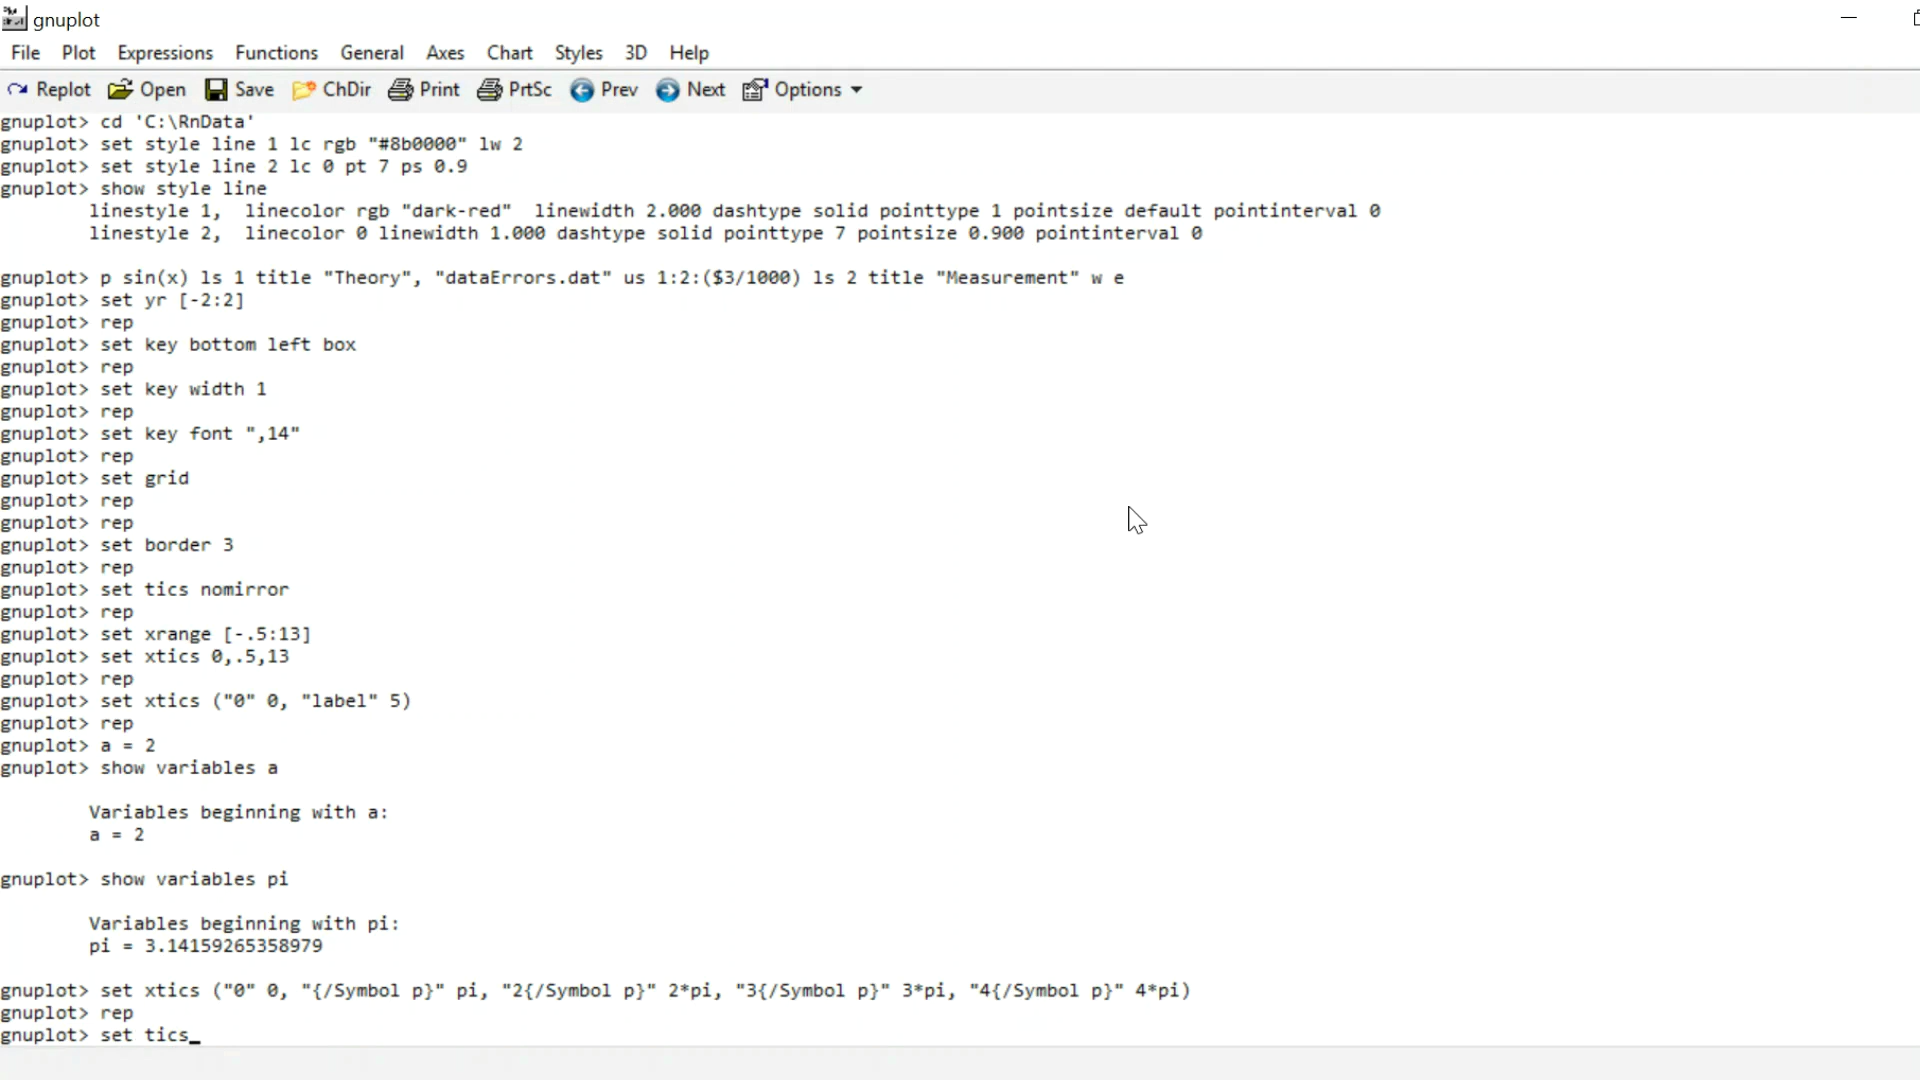 gnuplot
File Plot Expressions Functions General Axes Chart Styles 3D Help
Replot Open Save ChDir Print PrtSc Prev Next Options
gnuplot> cd 'C:\RnData'
gnuplot> set style line 1 lc rgb "#8b0000" lw 2
gnuplot> set style line 2 lc 0 pt 7 ps 0.9
gnuplot> show style line
linestyle 1, linecolor rgb "dark-red" linewidth 2.000 dashtype solid pointtype 1 pointsize default pointinterval 0
linestyle 2, linecolor 0 linewidth 1.000 dashtype solid pointtype 7 pointsize 0.900 pointinterval 0
gnuplot> p sin(x) ls 1 title "Theory", "dataErrors.dat" us 1:2:($3/1000) ls 2 title "Measurement" w e
gnuplot> set yr [-2:2]
gnuplot> rep
gnuplot> set key bottom left box
gnuplot> rep
gnuplot> set key width 1
gnuplot> rep
gnuplot> set key font ",14"
gnuplot> rep
gnuplot> set grid
gnuplot> rep
gnuplot> rep
gnuplot> set border 3
gnuplot> rep
gnuplot> set tics nomirror
gnuplot> rep
gnuplot> set xrange [-.5:13]
gnuplot> set xtics 0,.5,13
gnuplot> rep
gnuplot> set xtics ("0" 0, "label" 5)
gnuplot> rep
gnuplot> a = 2
gnuplot> show variables a
Variables beginning with a:
a = 2
gnuplot> show variables pi
Variables beginning with pi:
pi = 3.14159265358979
gnuplot> set xtics ("0" 0, "{/Symbol p}" pi, "2{/Symbol p}" 2*pi, "3{/Symbol p}" 3*pi, "4{/Symbol p}" 4*pi)
gnuplot> rep
gnuplot> set tics_